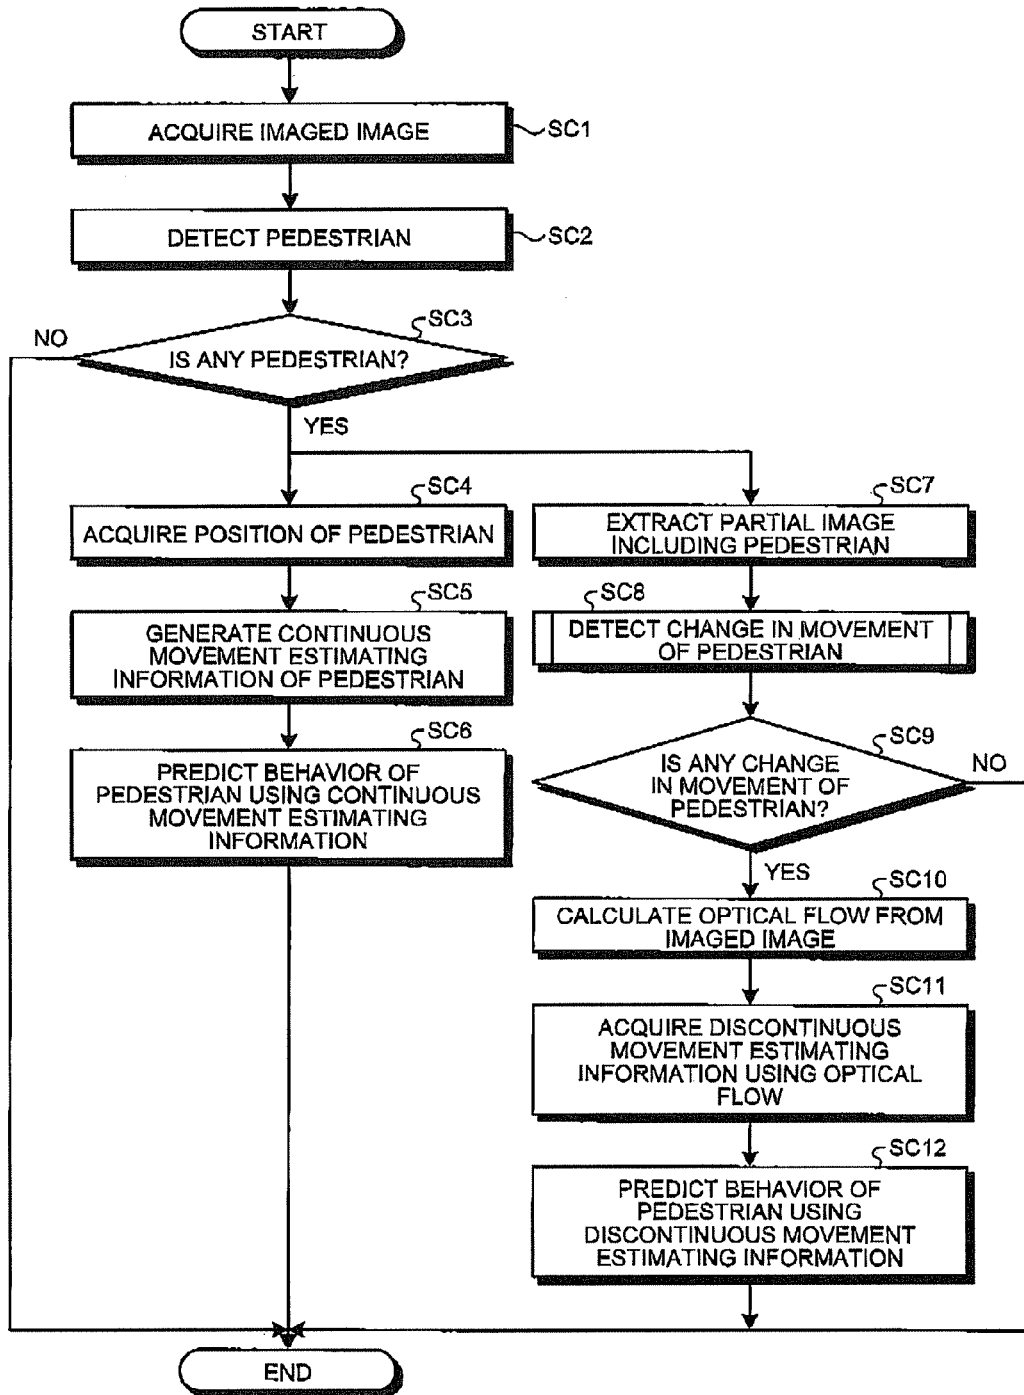 START
ACQUIRE IMAGED IMAGE
SC1
DETECT PEDESTRIAN
SC2
SC3
NO
IS ANY PEDESTRIAN?
YES
SC4
ACQUIRE POSITION OF PEDESTRIAN
SC5
GENERATE CONTINUOUS
MOVEMENT ESTIMATING
INFORMATION OF PEDESTRIAN
SC6
PREDICT BEHAVIOR OF
PEDESTRIAN USING CONTINUOUS
MOVEMENT ESTIMATING
INFORMATION
SC7
EXTRACT PARTIAL IMAGE
INCLUDING PEDESTRIAN
SC8
DETECT CHANGE IN MOVEMENT
OF PEDESTRIAN
SC9
IS ANY CHANGE
IN MOVEMENT OF
PEDESTRIAN?
NO
YES
SC10
CALCULATE OPTICAL FLOW FROM
IMAGED IMAGE
SC11
ACQUIRE DISCONTINUOUS
MOVEMENT ESTIMATING
INFORMATION USING OPTICAL
FLOW
SC12
PREDICT BEHAVIOR OF
PEDESTRIAN USING
DISCONTINUOUS MOVEMENT
ESTIMATING INFORMATION
END